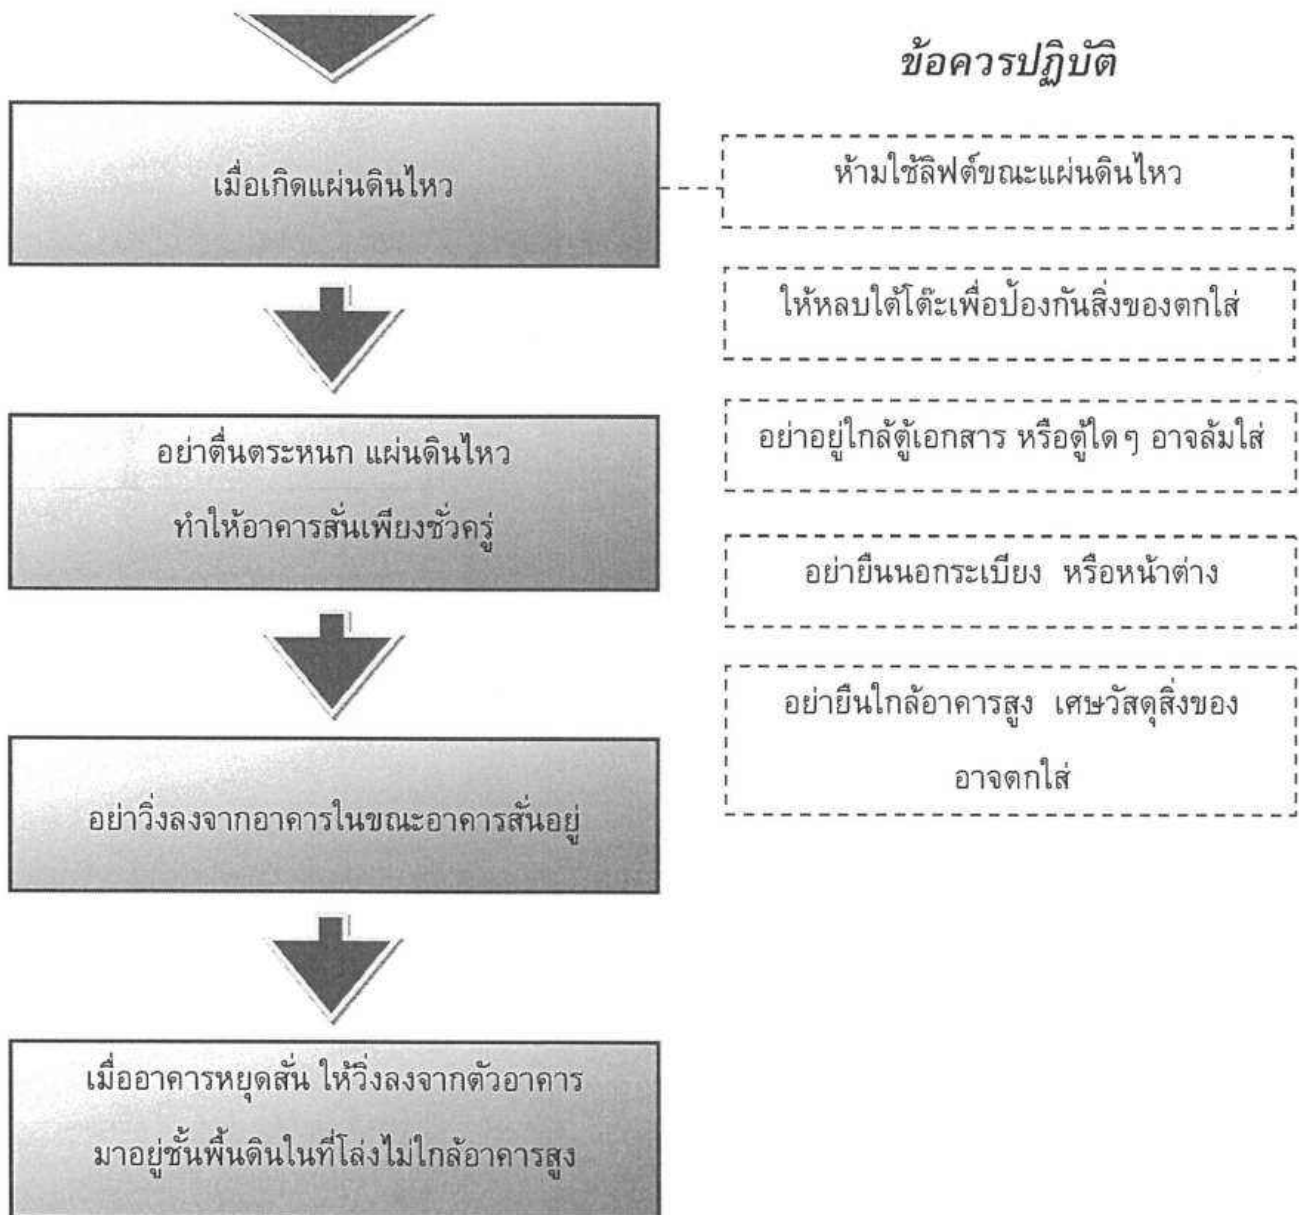 ข้อควรปฏิบัติ
เมื่อเกิดแผ่นดินไหว
ห้ามใช้ลิฟต์ขณะแผ่นดินไหว
ให้หลบใต้โต๊ะเพื่อป้องกันสิ่งของตกใส่
อย่าอยู่ใกล้ตู้เอกสาร หรือตู้ใดๆ อาจล้มใส่
อย่ายืนนอกระเบียง หรือหน้าต่าง
อย่ายืนใกล้อาคารสูง เศษวัสดุสิ่งของ
อาจตกใส่
อย่าตื่นตระหนก แผ่นดินไหว
ทำให้อาคารสั่นเพียงชั่วครู่
อย่าวิ่งลงจากอาคารในขณะอาคารสั่นอยู่
เมื่ออาคารหยุดสั่น ให้วิ่งลงจากตัวอาคาร
มาอยู่ชั้นพื้นดินในที่โล่งไม่ใกล้อาคารสูง